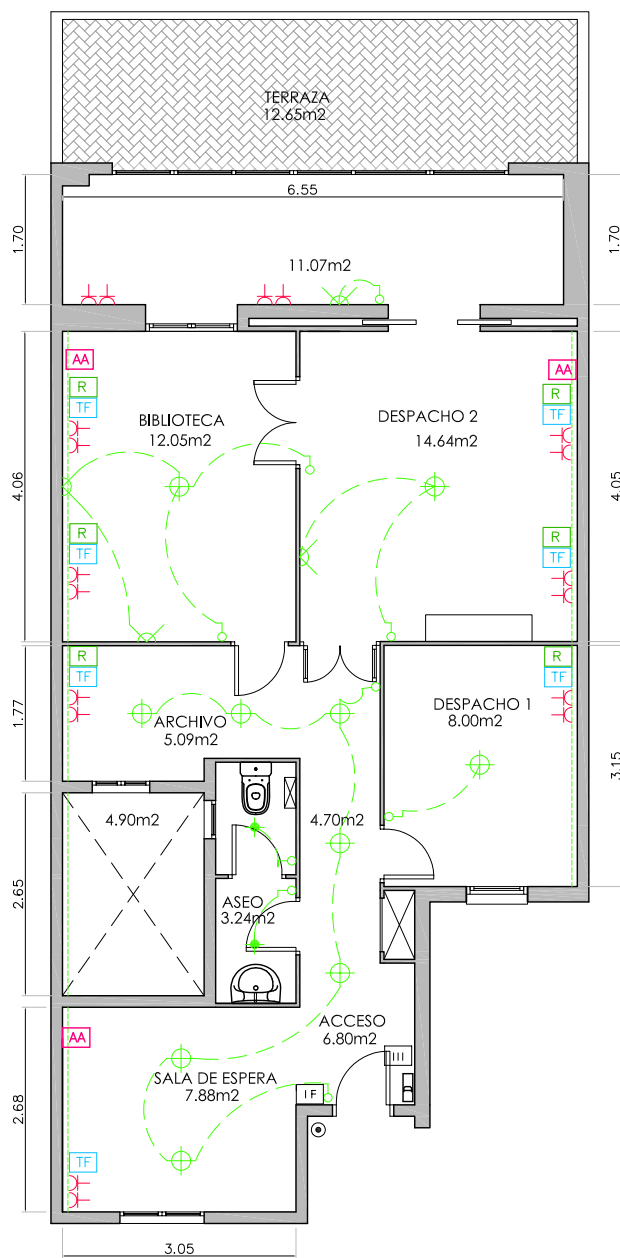 TERRAZA
12.65m2
6.55
1.70
1.70
11.07m2
AA
AA
R
R
TF
TF
BIBLIOTECA
12.05m2
DESPACHO 2
14.64m2
4.06
4.05
R
R
TF
TF
R
R
TF
TF
1.77
ARCHIVO
5.09m2
DESPACHO 1
8.00m2
3.15
4.90m2
4.70m2
2.65
ASEO
3.24m2
ACCESO
6.80m2
AA
III
SALA DE ESPERA
7.88m2
IF
2.68
TF
3.05